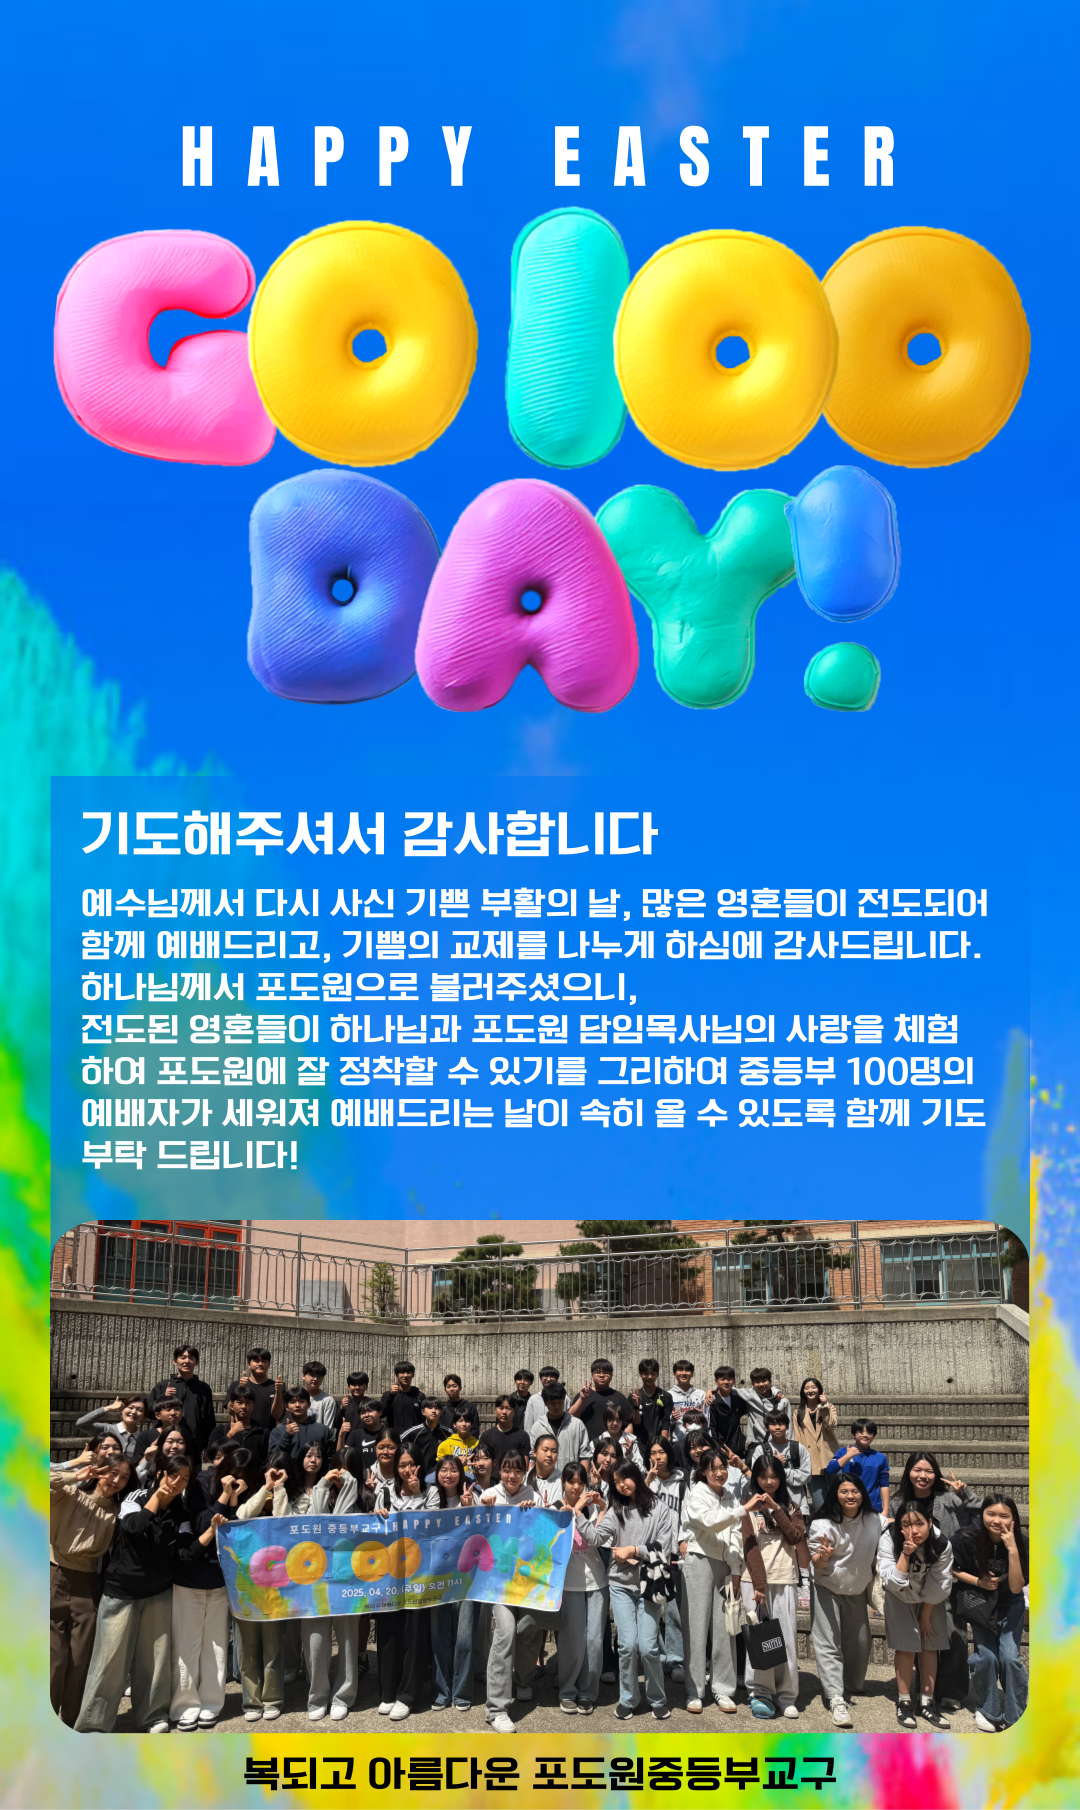 HAPPY EASTER
GO 100
DAY!
기도해주셔서 감사합니다
예수님께서 다시 사신 기쁜 부활의 날, 많은 영혼들이 전도되어
함께 예배드리고, 기쁨의 교제를 나누게 하심에 감사드립니다.
하나님께서 포도원으로 불러주셨으니,
전도된 영혼들이 하나님과 포도원 담임목사님의 사랑을 체험
하여 포도원에 잘 정착할 수 있기를 그리하여 중등부 100명의
예배자가 세워져 예배드리는 날이 속히 올 수 있도록 함께 기도
부탁 드립니다!
포도원 중등부교구 HAPPY EASTER
GO 100 DAY!
2025. 04. 20. (주일) 오전 11시
SMITH
복되고 아름다운 포도원중등부교구